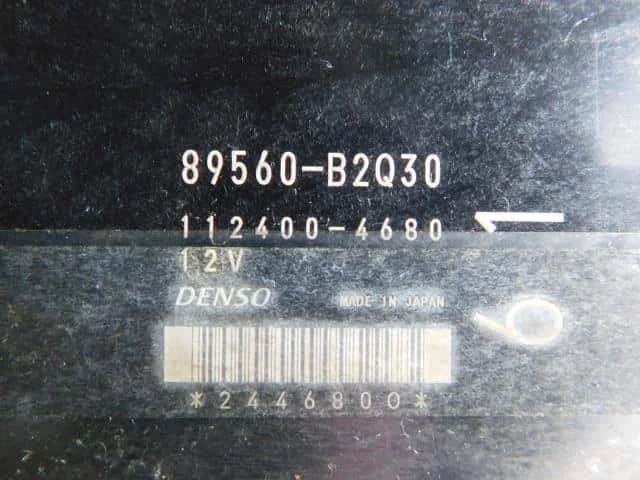 89560-B2Q30
112400-4680
12V
DENSO MADE IN JAPAN
*2446800*